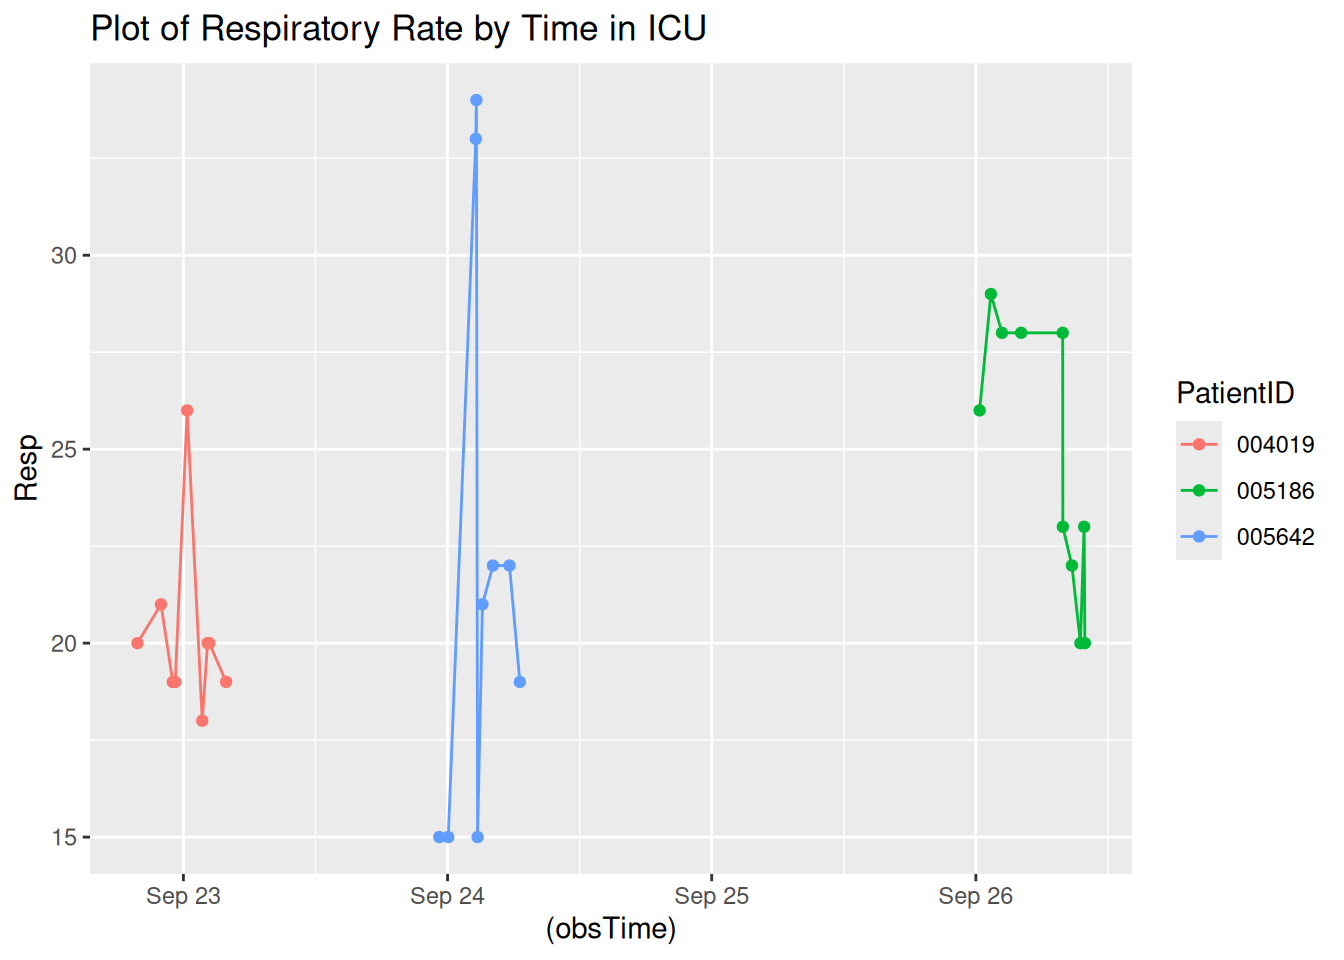 Plot of Respiratory Rate by Time in ICU
30
25
20
15
Resp
Sep 23
Sep 24
Sep 25
Sep 26
(obsTime)
PatientID
004019
005186
005642